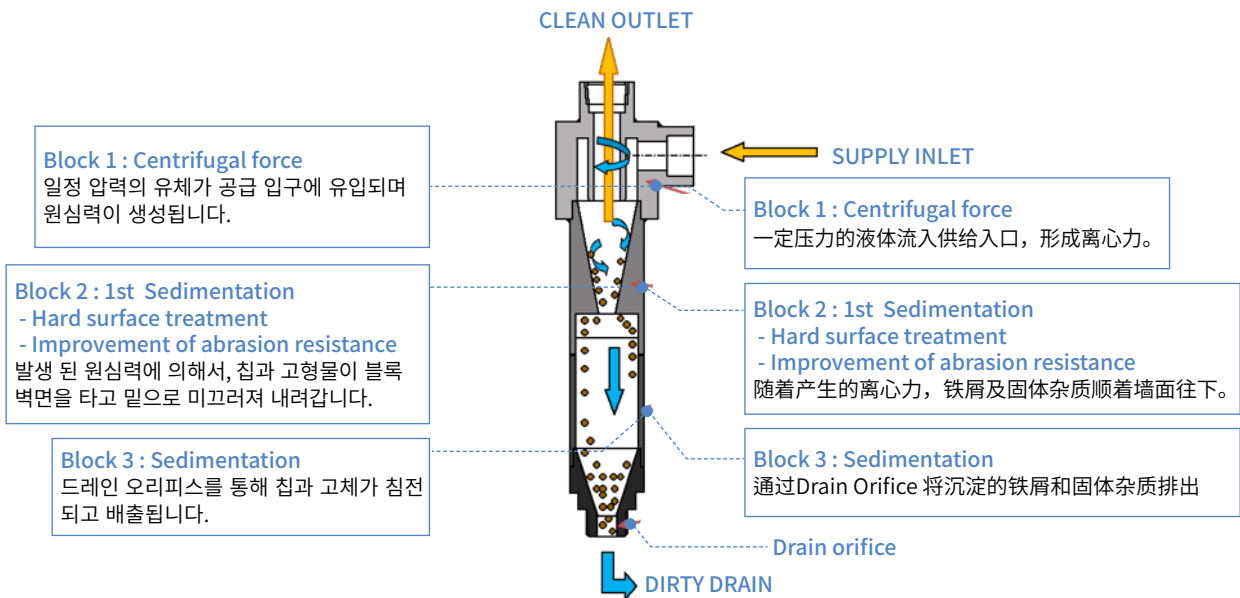 CLEAN OUTLET
SUPPLY INLET
Block 1 : Centrifugal force
일정 압력의 유체가 공급 입구에 유입되며
원심력이 생성됩니다.
Block 2 : 1st Sedimentation
- Hard surface treatment
- Improvement of abrasion resistance
발생 된 원심력에 의해서, 칩과 고형물이 블록
벽면을 타고 밑으로 미끄러져 내려갑니다.
Block 3 : Sedimentation
드레인 오리피스를 통해 칩과 고체가 침전
되고 배출됩니다.
Block 1 : Centrifugal force
一定压力的液体流入供给入口，形成离心力。
Block 2 : 1st Sedimentation
- Hard surface treatment
- Improvement of abrasion resistance
随着产生的离心力，铁屑及固体杂质顺着墙面往下。
Block 3 : Sedimentation
通过Drain Orifice 将沉淀的铁屑和固体杂质排出
Drain orifice
DIRTY DRAIN